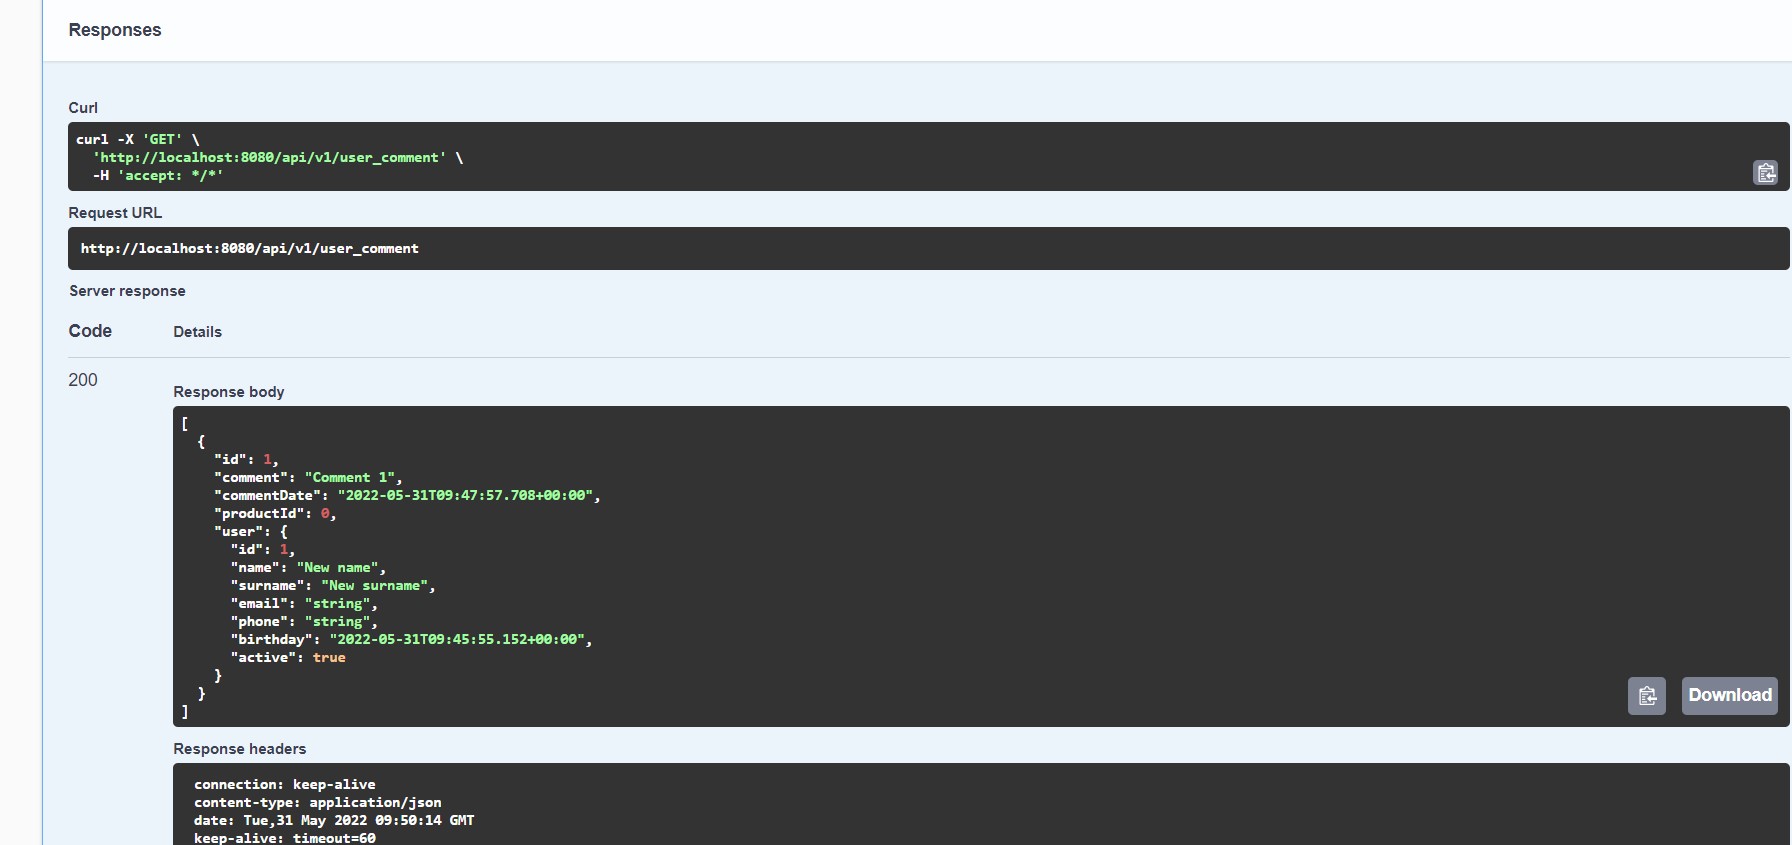 Responses
Curl
curl -X 'GET' \
  'http://localhost:8080/api/v1/user_comment' \
  -H 'accept: */*'
Request URL
http://localhost:8080/api/v1/user_comment
Server response
Code Details
200
Response body
[
  {
    "id": 1,
    "comment": "Comment 1",
    "commentDate": "2022-05-31T09:47:57.708+00:00",
    "productId": 0,
    "user": {
      "id": 1,
      "name": "New name",
      "surname": "New surname",
      "email": "string",
      "phone": "string",
      "birthday": "2022-05-31T09:45:55.152+00:00",
      "active": true
    }
  }
]
Download
Response headers
connection: keep-alive
content-type: application/json
date: Tue,31 May 2022 09:50:14 GMT
keep-alive: timeout=60